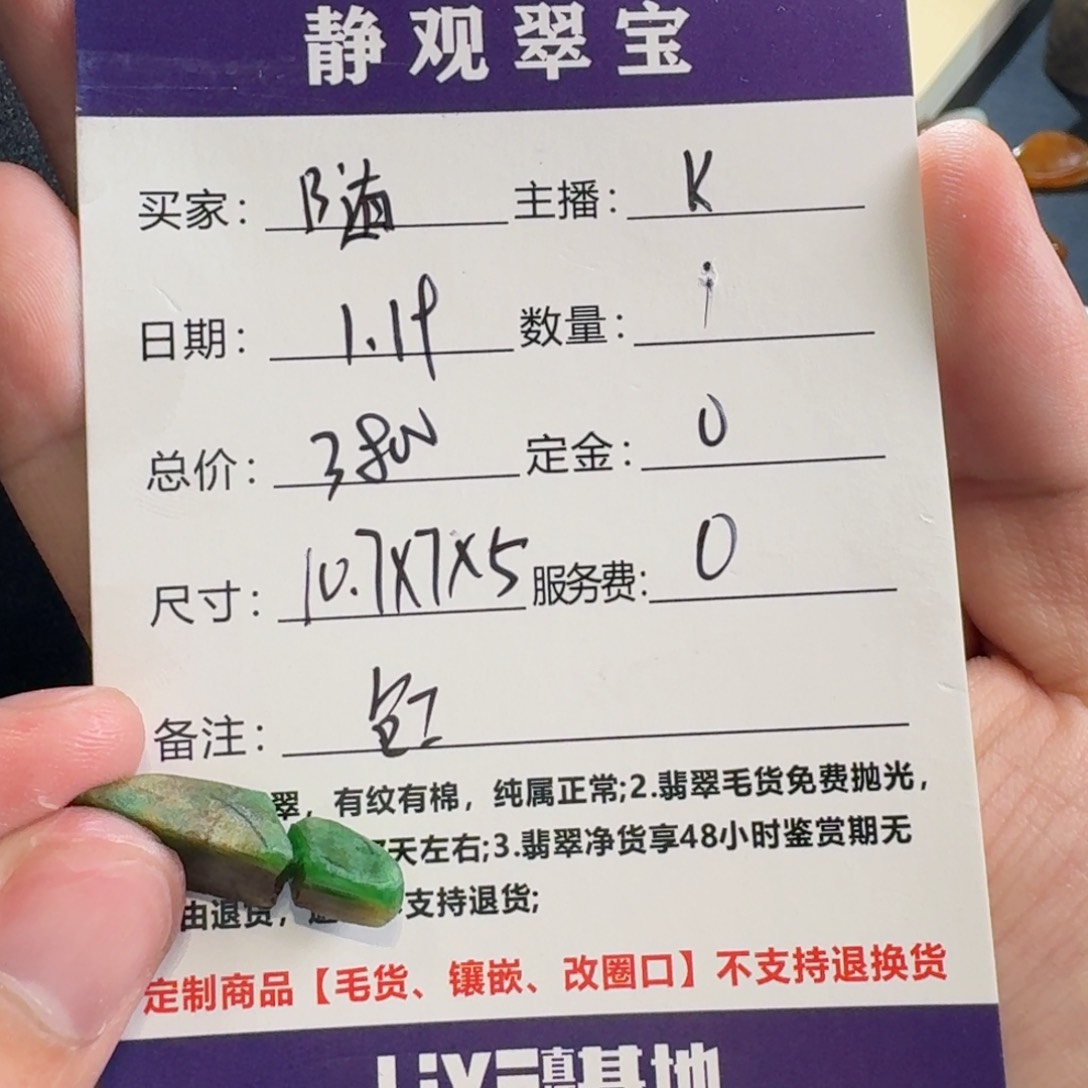 静观翠宝
买家: 主播: K
日期: 1.19 数量: 1
总价: 3800 定金: 0
尺寸: 10.7X7X5 服务费: 0
备注:
翠，有纹有棉，纯属正常;2.翡翠毛货免费抛光，
天左右;3.翡翠净货享48小时鉴赏期无
由退货， 支持退货;
定制商品【毛货、镶嵌、改圈口】不支持退换货
基地